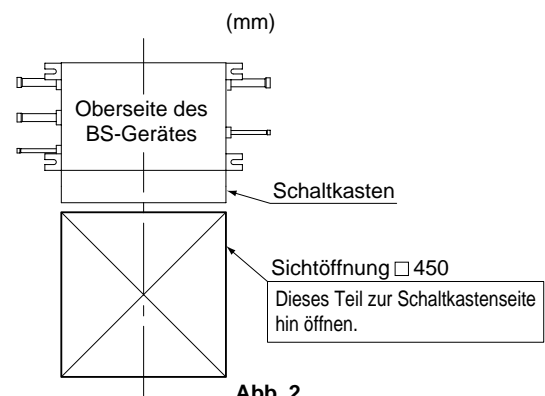 (mm)
Oberseite des
BS-Gerätes
Schaltkasten
Sichtöffnung □ 450
Dieses Teil zur Schaltkastenseite
hin öffnen.
Abb. 2